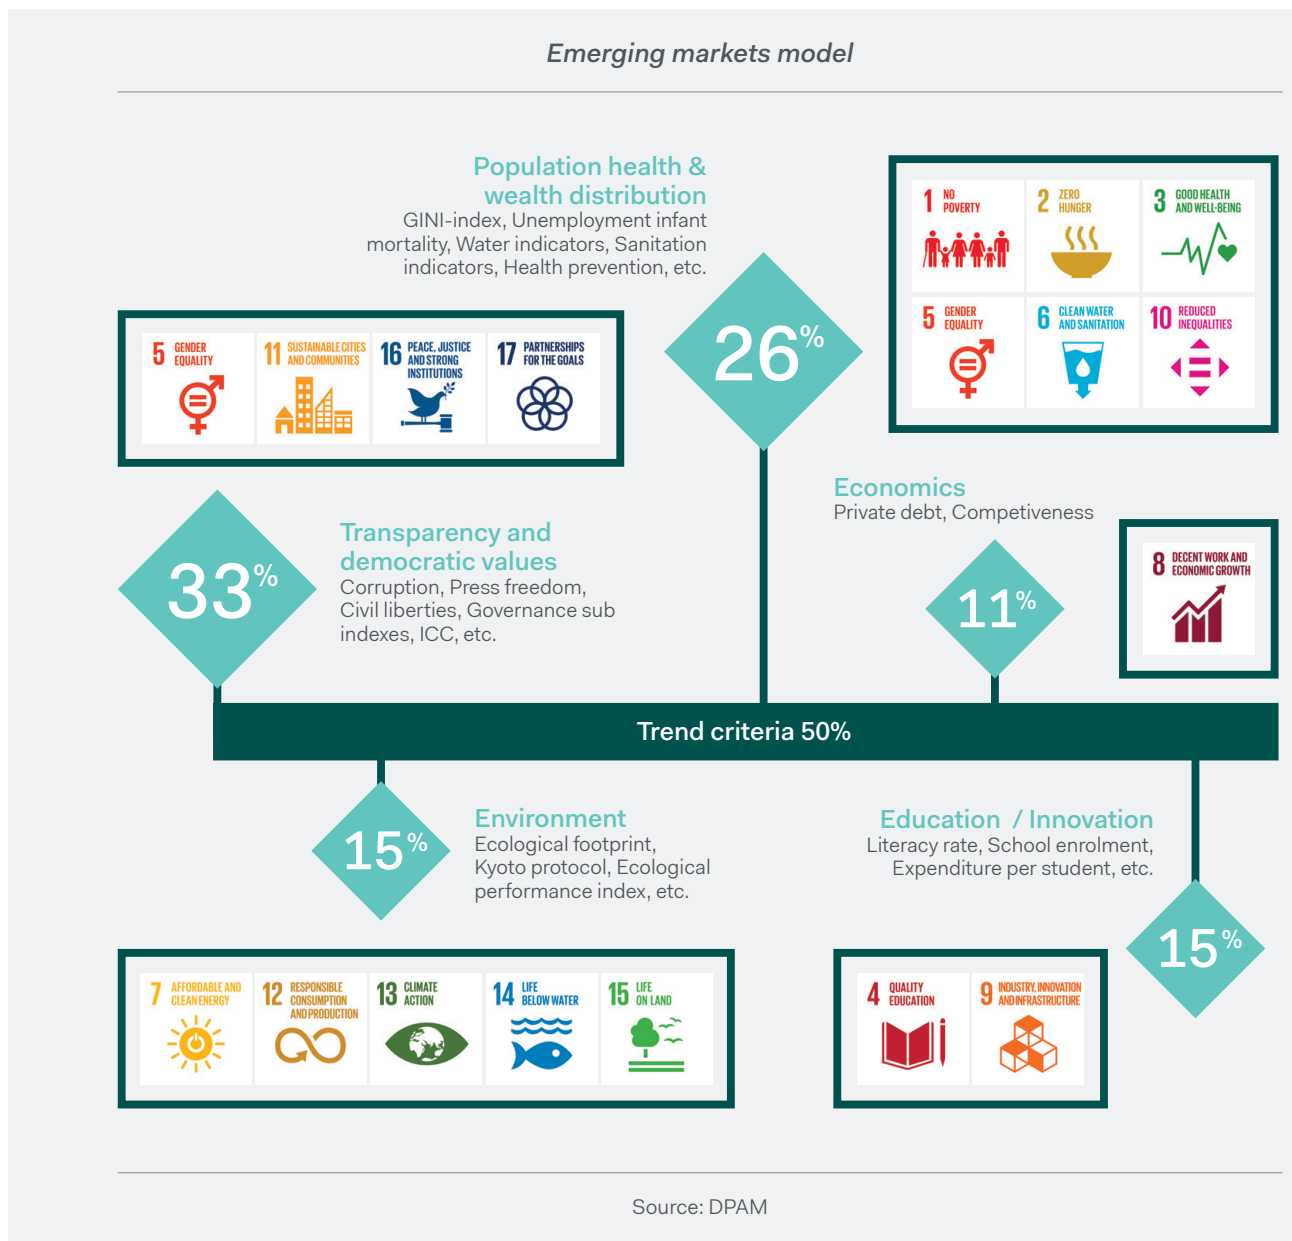 Emerging markets model
Population health &
wealth distribution
GINI-index, Unemployment infant
mortality, Water indicators, Sanitation
indicators, Health prevention, etc.
26%
1 NO
POVERTY
2 ZERO
HUNGER
3 GOOD HEALTH
AND WELL-BEING
5 GENDER
EQUALITY
6 CLEAN WATER
AND SANITATION
10 REDUCED
INEQUALITIES
5 GENDER
EQUALITY
11 SUSTAINABLE CITIES
AND COMMUNITIES
16 PEACE, JUSTICE
AND STRONG
INSTITUTIONS
17 PARTNERSHIPS
FOR THE GOALS
33%
Transparency and
democratic values
Corruption, Press freedom,
Civil liberties, Governance sub
indexes, ICC, etc.
Economics
Private debt, Competiveness
11%
8 DECENT WORK AND
ECONOMIC GROWTH
Trend criteria 50%
15%
Environment
Ecological footprint,
Kyoto protocol, Ecological
performance index, etc.
Education / Innovation
Literacy rate, School enrolment,
Expenditure per student, etc.
15%
7 AFFORDABLE AND
CLEAN ENERGY
12 RESPONSIBLE
CONSUMPTION
AND PRODUCTION
13 CLIMATE
ACTION
14 LIFE
BELOW WATER
15 LIFE
ON LAND
4 QUALITY
EDUCATION
9 INDUSTRY, INNOVATION
AND INFRASTRUCTURE
Source: DPAM